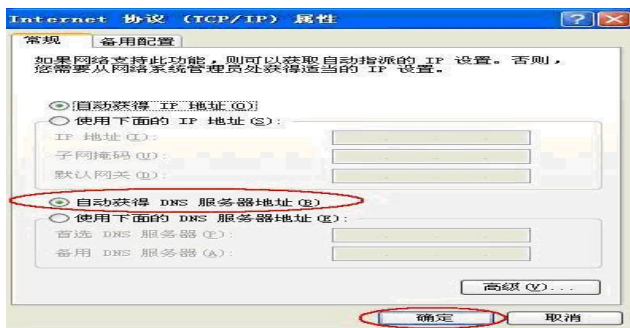 Internet 协议 (TCP/IP) 属性
常规 备用配置
如果网络支持此功能，则可以获取自动指派的 IP 设置。否则，
您需要从网络系统管理员处获得适当的 IP 设置。
自动获得 IP 地址(O)
使用下面的 IP 地址(S):
IP 地址(I):
子网掩码(U):
默认网关(D):
自动获得 DNS 服务器地址(B)
使用下面的 DNS 服务器地址(E):
首选 DNS 服务器(P):
备用 DNS 服务器(A):
高级(V)...
确定 取消